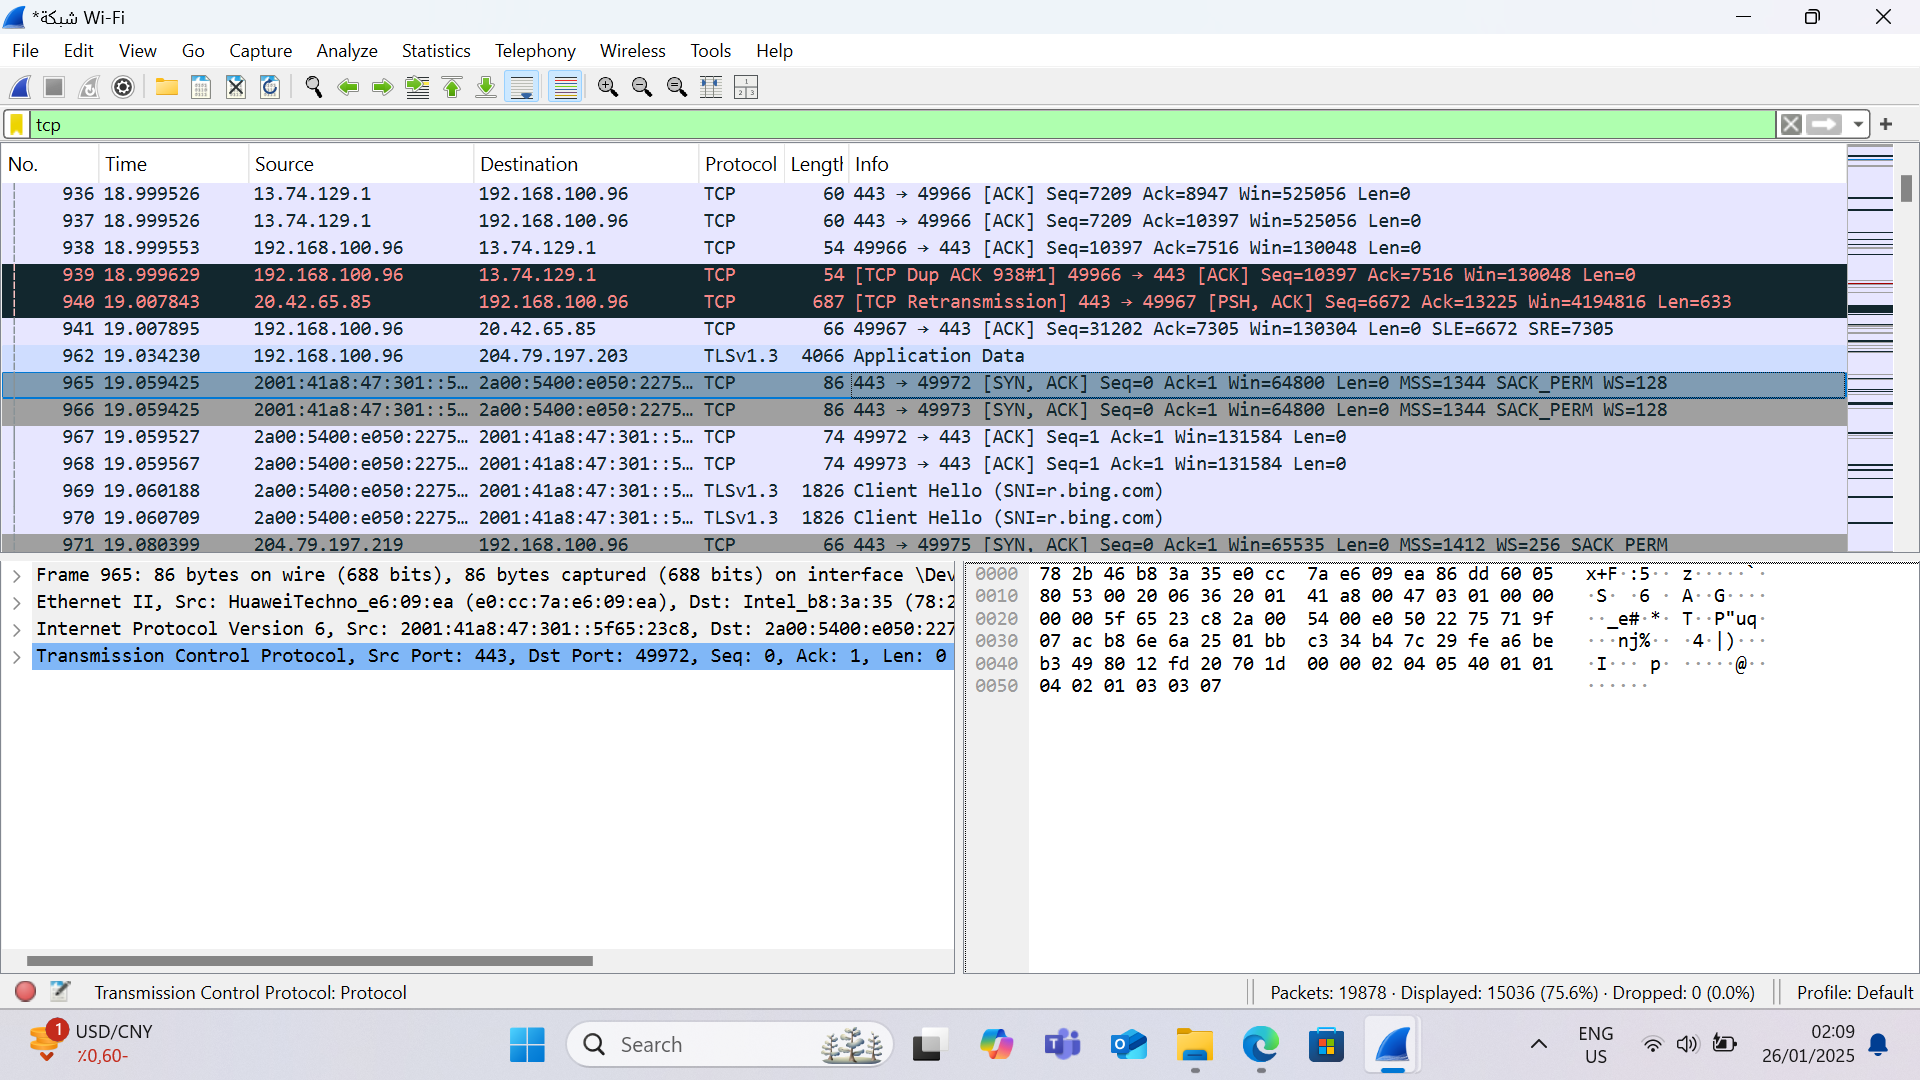 *شبكة Wi-Fi
File Edit View Go Capture Analyze Statistics Telephony Wireless Tools Help
tcp
No. Time Source Destination Protocol Length Info
936 18.999526 13.74.129.1 192.168.100.96 TCP 60 443 → 49966 [ACK] Seq=7209 Ack=8947 Win=525056 Len=0
937 18.999526 13.74.129.1 192.168.100.96 TCP 60 443 → 49966 [ACK] Seq=7209 Ack=10397 Win=525056 Len=0
938 18.999553 192.168.100.96 13.74.129.1 TCP 54 49966 → 443 [ACK] Seq=10397 Ack=7516 Win=130048 Len=0
939 18.999629 192.168.100.96 13.74.129.1 TCP 54 [TCP Dup ACK 938#1] 49966 → 443 [ACK] Seq=10397 Ack=7516 Win=130048 Len=0
940 19.007843 20.42.65.85 192.168.100.96 TCP 687 [TCP Retransmission] 443 → 49967 [PSH, ACK] Seq=6672 Ack=13225 Win=4194816 Len=633
941 19.007895 192.168.100.96 20.42.65.85 TCP 66 49967 → 443 [ACK] Seq=31202 Ack=7305 Win=130304 Len=0 SLE=6672 SRE=7305
962 19.034230 192.168.100.96 204.79.197.203 TLSv1.3 4066 Application Data
965 19.059425 2001:41a8:47:301::5… 2a00:5400:e050:2275… TCP 86 443 → 49972 [SYN, ACK] Seq=0 Ack=1 Win=64800 Len=0 MSS=1344 SACK_PERM WS=128
966 19.059425 2001:41a8:47:301::5… 2a00:5400:e050:2275… TCP 86 443 → 49973 [SYN, ACK] Seq=0 Ack=1 Win=64800 Len=0 MSS=1344 SACK_PERM WS=128
967 19.059527 2a00:5400:e050:2275… 2001:41a8:47:301::5… TCP 74 49972 → 443 [ACK] Seq=1 Ack=1 Win=131584 Len=0
968 19.059567 2a00:5400:e050:2275… 2001:41a8:47:301::5… TCP 74 49973 → 443 [ACK] Seq=1 Ack=1 Win=131584 Len=0
969 19.060188 2a00:5400:e050:2275… 2001:41a8:47:301::5… TLSv1.3 1826 Client Hello (SNI=r.bing.com)
970 19.060709 2a00:5400:e050:2275… 2001:41a8:47:301::5… TLSv1.3 1826 Client Hello (SNI=r.bing.com)
971 19.080399 204.79.197.219 192.168.100.96 TCP 66 443 → 49975 [SYN, ACK] Seq=0 Ack=1 Win=65535 Len=0 MSS=1412 WS=256 SACK_PERM
Frame 965: 86 bytes on wire (688 bits), 86 bytes captured (688 bits) on interface \Dev
Ethernet II, Src: HuaweiTechno_e6:09:ea (e0:cc:7a:e6:09:ea), Dst: Intel_b8:3a:35 (78:2
Internet Protocol Version 6, Src: 2001:41a8:47:301::5f65:23c8, Dst: 2a00:5400:e050:227
Transmission Control Protocol, Src Port: 443, Dst Port: 49972, Seq: 0, Ack: 1, Len: 0
0000 78 2b 46 b8 3a 35 e0 cc 7a e6 09 ea 86 dd 60 05 x+F·:5·· z·····`·
0010 80 53 00 20 06 36 20 01 41 a8 00 47 03 01 00 00 ·S· ·6 · A··G····
0020 00 00 5f 65 23 c8 2a 00 54 00 e0 50 22 75 71 9f ··_e#·*· T··P"uq·
0030 07 ac b8 6e 6a 25 01 bb c3 34 b4 7c 29 fe a6 be ···nj%·· ·4·|)···
0040 b3 49 80 12 fd 20 70 1d 00 00 02 04 05 40 01 01 ·I··· p· ·····@··
0050 04 02 01 03 03 07 ······
Transmission Control Protocol: Protocol Packets: 19878 · Displayed: 15036 (75.6%) · Dropped: 0 (0.0%) Profile: Default
1 USD/CNY
٪0,60-
Search
ENG
US
02:09
26/01/2025